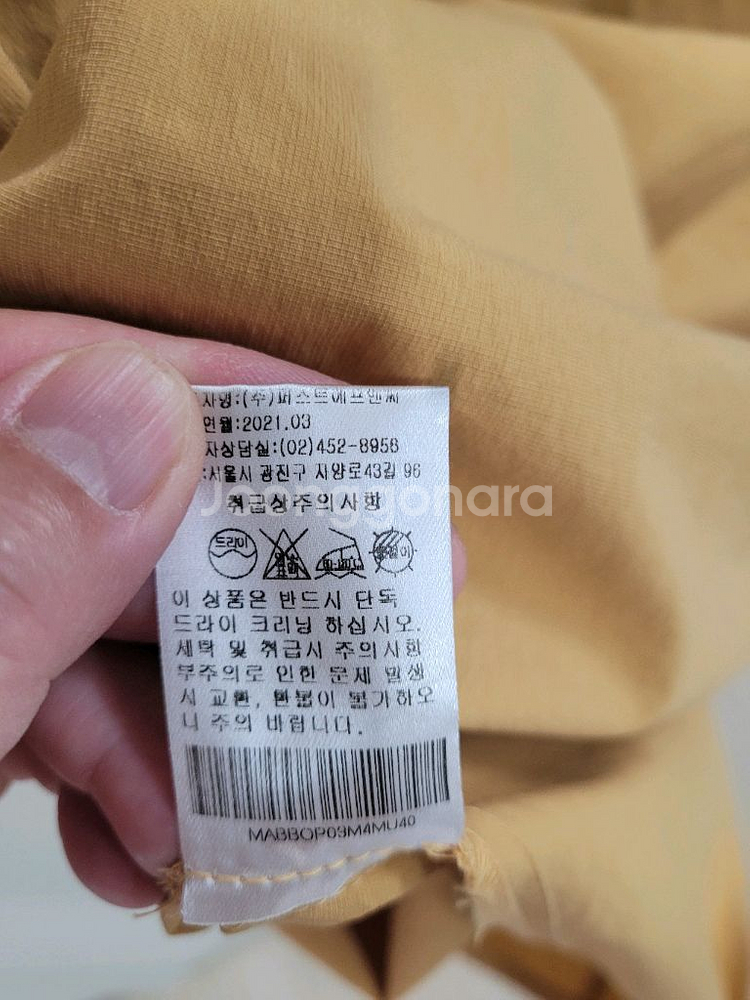 사명:(주)퍼스트에프앤씨
연월:2021.03
자상담실:(02)452-8956
:서울시 광진구 자양로43길 96
Joonggonara
취급상주의사항
드라이
이 상품은 반드시 단독
드라이 크리닝 하십시오.
세탁 및 취급시 주의사항
부주의로 인한 문제 발생
시 교환, 환불이 불가하오
니 주의 바랍니다.
MABBOP03M4MU40